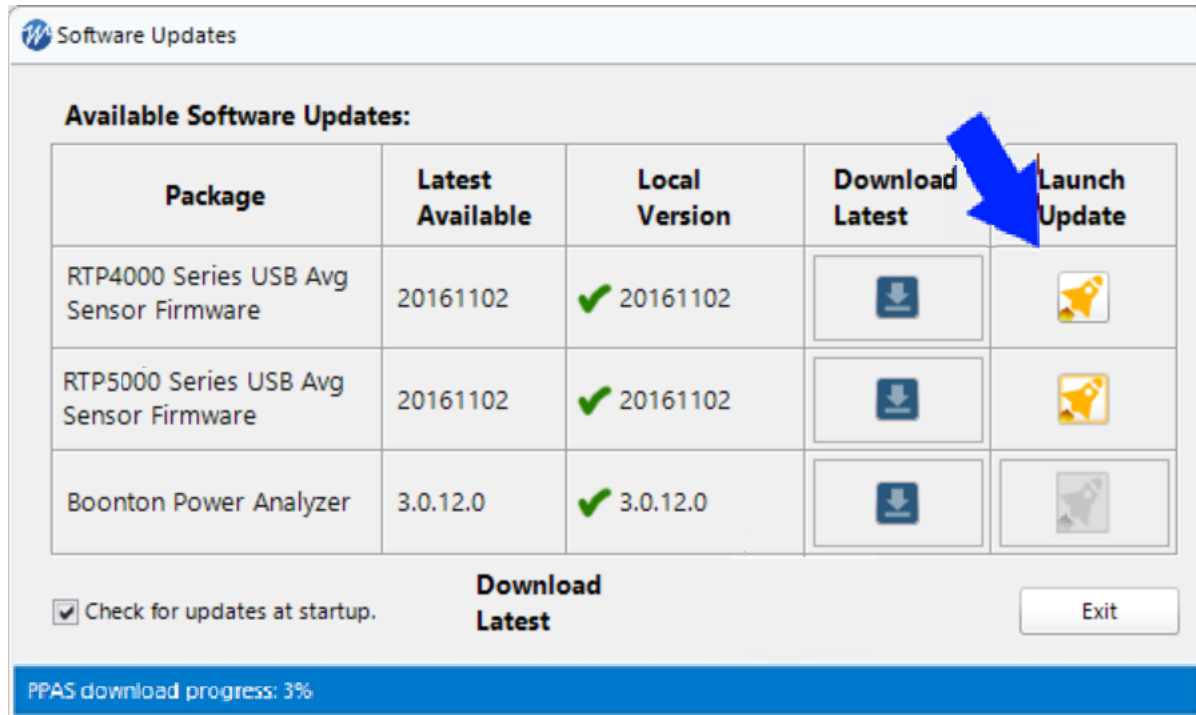 Software Updates
Available Software Updates:
Package
Latest
Available
Local
Version
Download
Latest
Launch
Update
RTP4000 Series USB Avg
Sensor Firmware
20161102
20161102
RTP5000 Series USB Avg
Sensor Firmware
20161102
20161102
Boonton Power Analyzer
3.0.12.0
3.0.12.0
Download
Latest
Check for updates at startup.
Exit
PPAS download progress: 3%